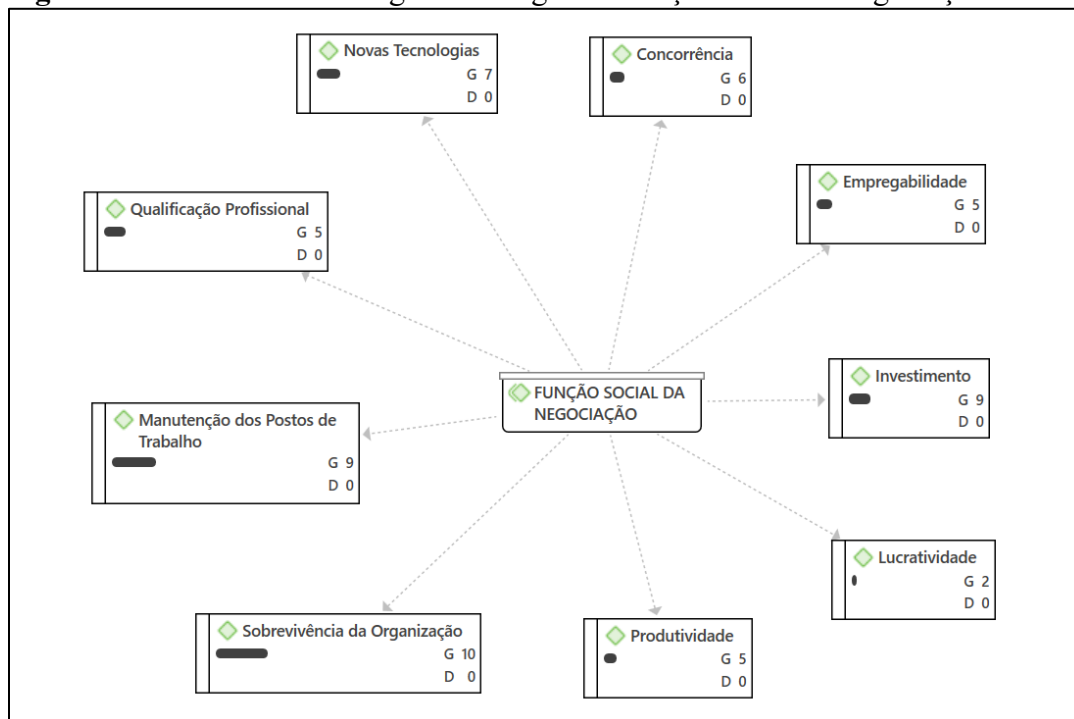 Novas Tecnologias
G 7
D 0
Concorrência
G 6
D 0
Empregabilidade
G 5
D 0
Qualificação Profissional
G 5
D 0
Investimento
G 9
D 0
FUNÇÃO SOCIAL DA
NEGOCIAÇÃO
Manutenção dos Postos de
Trabalho
G 9
D 0
Lucratividade
G 2
D 0
Sobrevivência da Organização
G 10
D 0
Produtividade
G 5
D 0